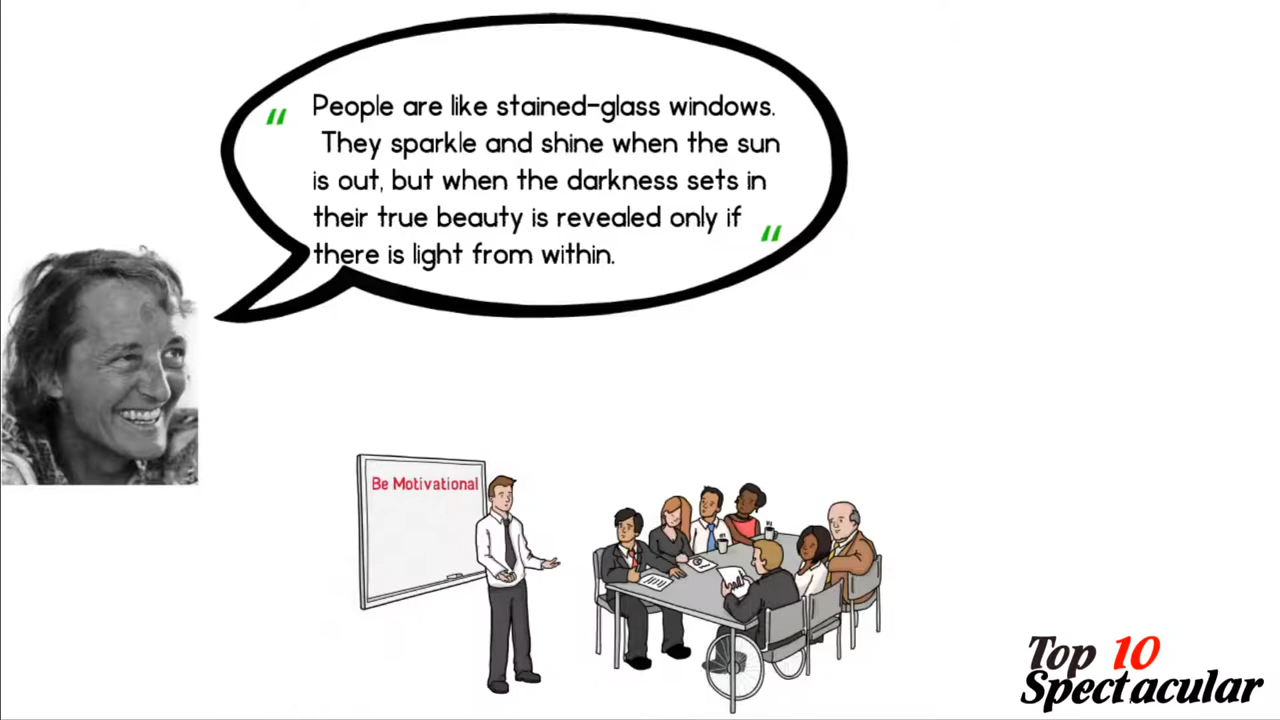 “ People are like stained-glass windows.
They sparkle and shine when the sun
is out, but when the darkness sets in
their true beauty is revealed only if “
there is light from within.
Be Motivational
Top 10
Spectacular